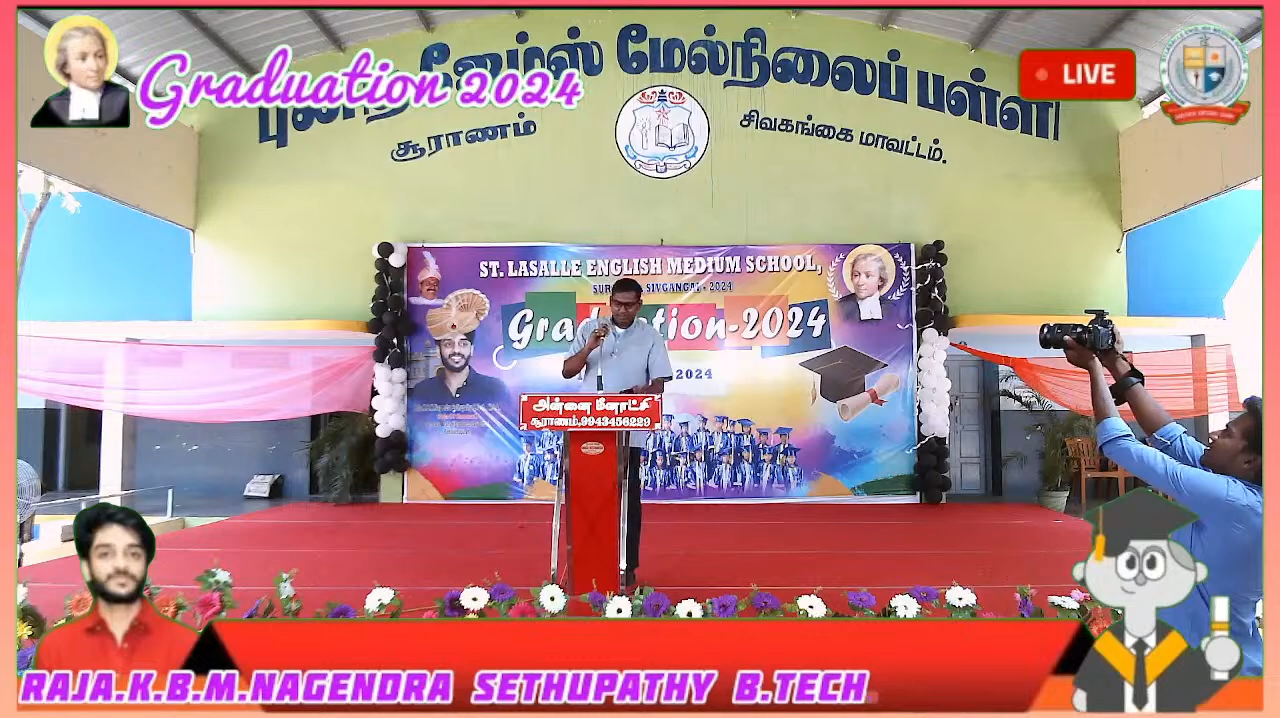 Graduation 2024
ஜேம்ஸ் மேல்நிலைப் பள்ளி
சூராணம்
சிவகங்கை மாவட்டம்.
LIVE
ST. LASALLE ENGLISH MEDIUM SCHOOL,
SIVGANGAI - 2024
Graduation-2024
2024
அன்னை மீனாட்சி
சூராணம்,9943456229
RAJA.K.B.M.NAGENDRA SETHUPATHY B.TECH